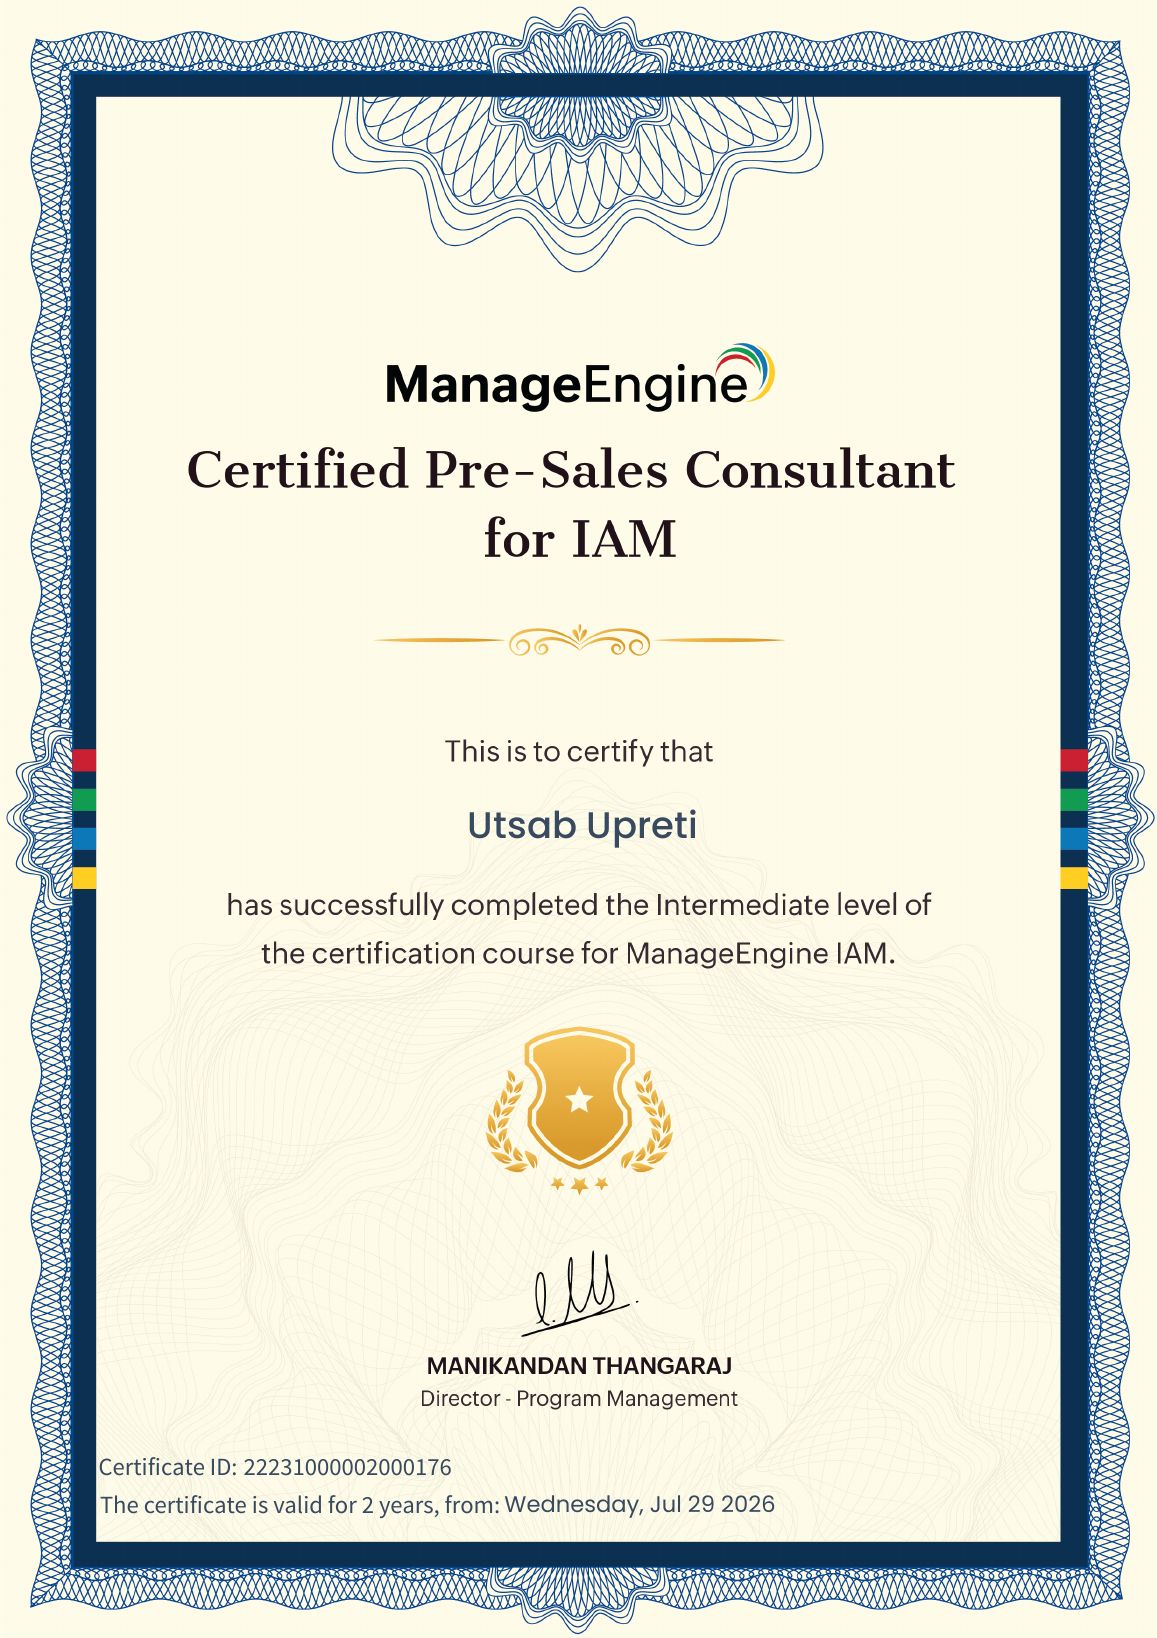 ManageEngine
Certified Pre-Sales Consultant
for IAM
This is to certify that
Utsab Upreti
has successfully completed the Intermediate level of
the certification course for ManageEngine IAM.
MANIKANDAN THANGARAJ
Director - Program Management
Certificate ID: 22231000002000176
The certificate is valid for 2 years, from: Wednesday, Jul 29 2026